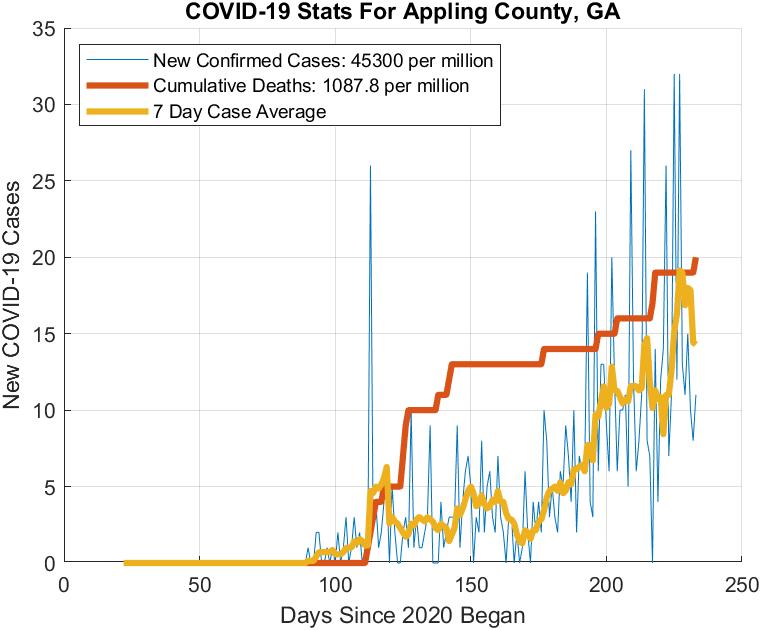 COVID-19 Stats For Appling County, GA
New Confirmed Cases: 45300 per million
Cumulative Deaths: 1087.8 per million
7 Day Case Average
New COVID-19 Cases
35
30
25
20
15
10
5
0
0 50 100 150 200 250
Days Since 2020 Began